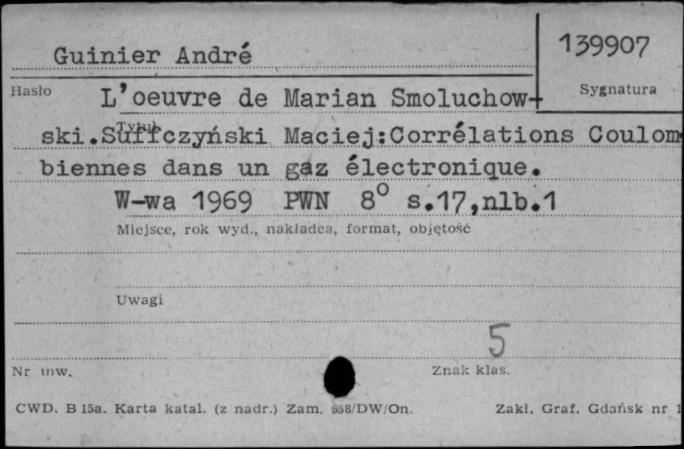 Guinier André
139907
Hasło
Sygnatura
L'oeuvre de Marian Smoluchow-
ski. Suffczyński Maciej: Corrélations Coulom
Tytuł
biennes dans un gaz électronique.
W-wa 1969 PWN 8° s.17,nlb.1
Miejsce, rok wyd., nakładca, format, objętość
Uwagi
5
Nr inw.
Znak klas.
CWD. B 15a. Karta katal. (z nadr.) Zam. 658/DW/On.
Zakł. Graf. Gdańsk nr 1